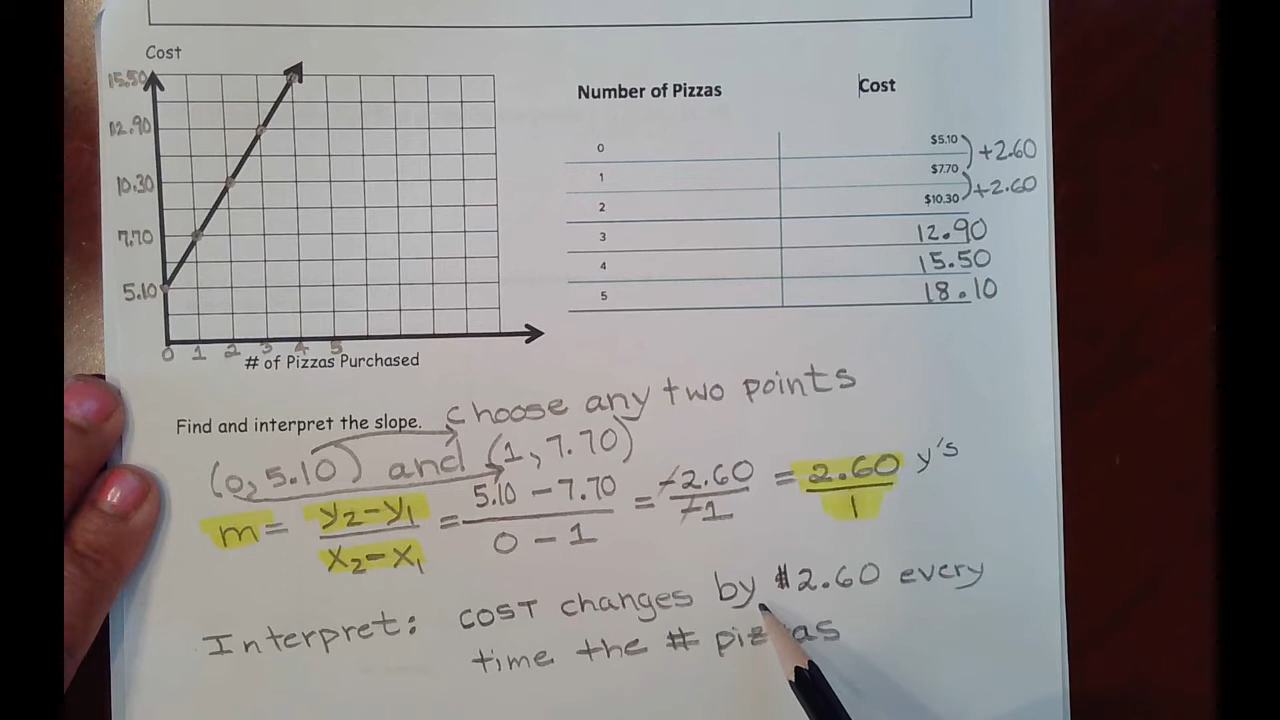 Cost
15.50
12.90
10.30
7.70
5.10
0 1 2 3 4 5
# of Pizzas Purchased
Number of Pizzas Cost
0 $5.10
+2.60
1 $7.70
+2.60
2 $10.30
3 12.90
4 15.50
5 18.10
Find and interpret the slope. choose any two points
(0, 5.10) and (1, 7.70)
m = y2-y1 / x2-x1 = 5.10 - 7.70 / 0 - 1 = -2.60 / -1 = 2.60 / 1 y's
Interpret: COST changes by $2.60 every
time the # pizzas